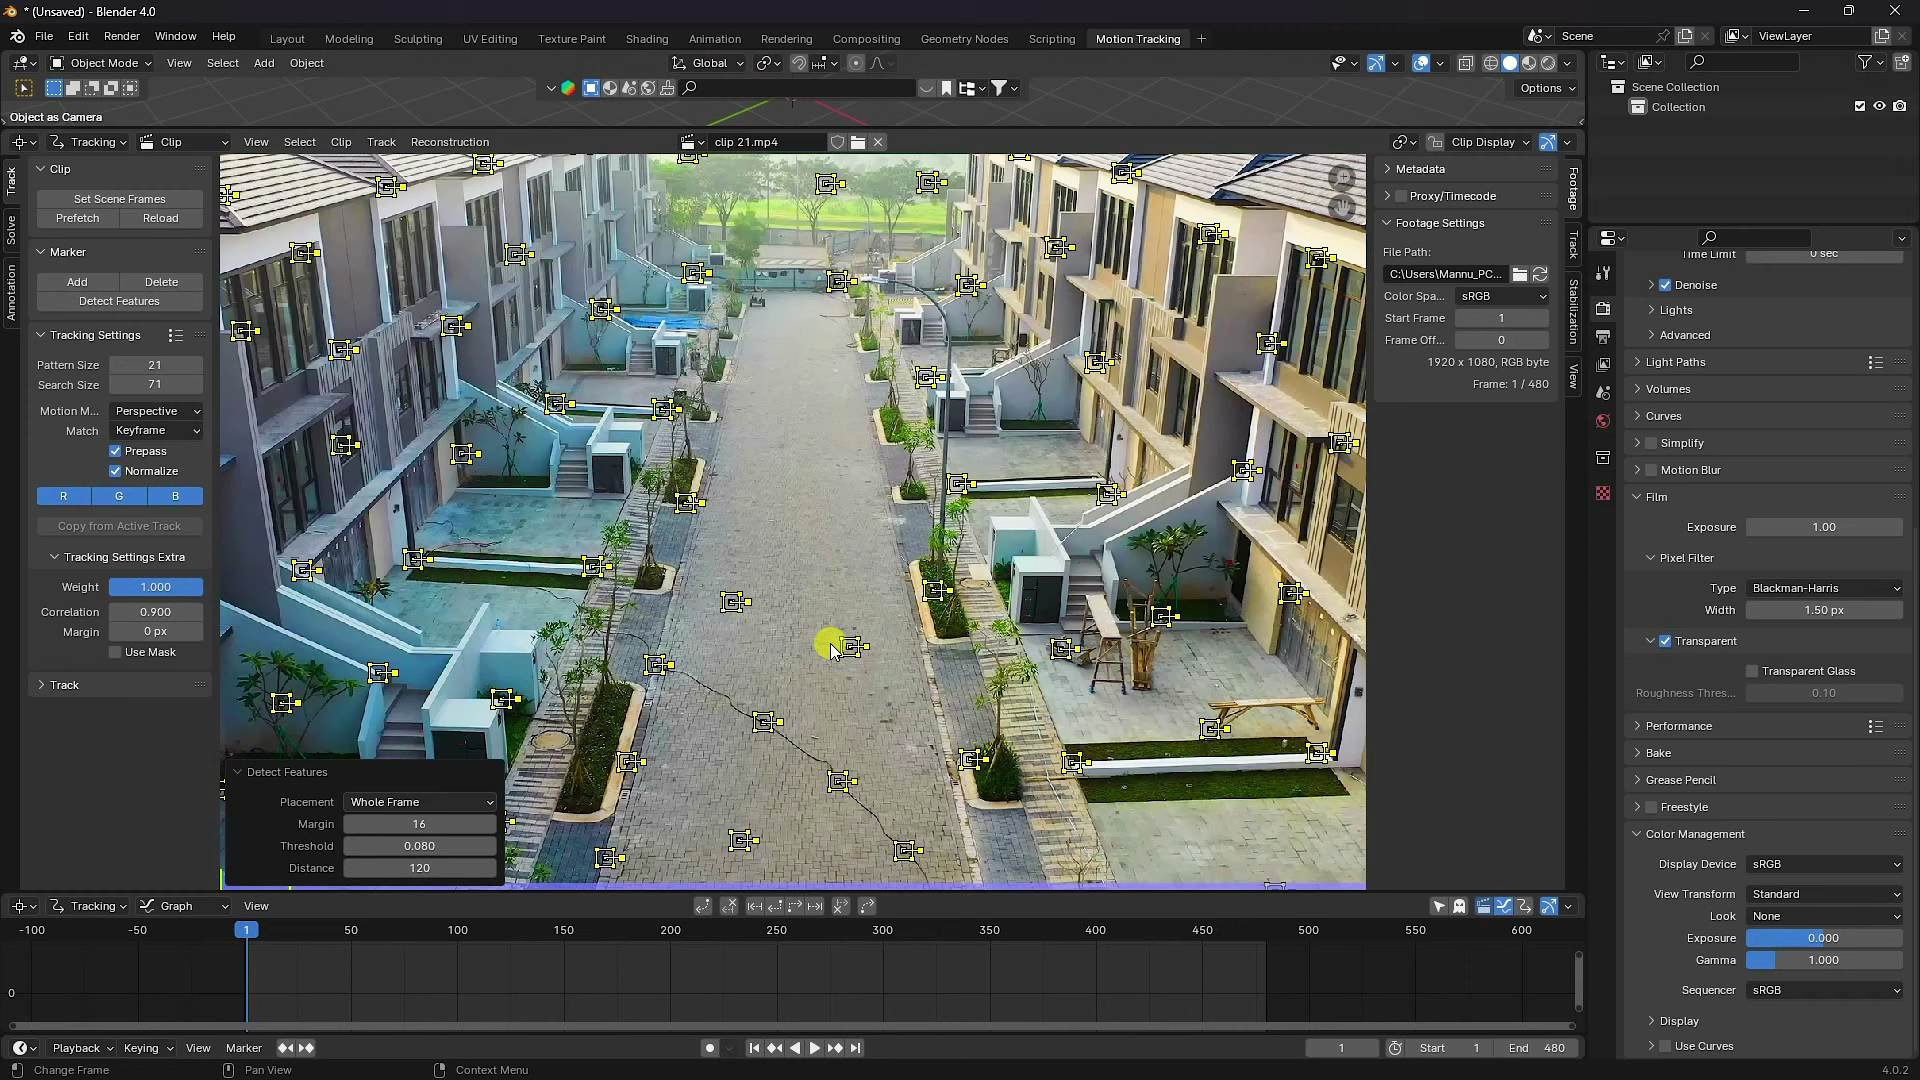 * (Unsaved) - Blender 4.0
File Edit Render Window Help
Layout Modeling Sculpting UV Editing Texture Paint Shading Animation Rendering Compositing Geometry Nodes Scripting Motion Tracking
Scene ViewLayer
Object Mode View Select Add Object
Global
Options
Object as Camera
Scene Collection
Collection
Tracking Clip View Select Clip Track Reconstruction
clip 21.mp4
Clip Display
Track
Solve
Annotation
Clip
Set Scene Frames
Prefetch Reload
Marker
Add Delete
Detect Features
Tracking Settings
Pattern Size 21
Search Size 71
Motion M... Perspective
Match Keyframe
Prepass
Normalize
R G B
Copy from Active Track
Tracking Settings Extra
Weight 1.000
Correlation 0.900
Margin 0 px
Use Mask
Track
Detect Features
Placement Whole Frame
Margin 16
Threshold 0.080
Distance 120
Metadata
Proxy/Timecode
Footage Settings
File Path:
C:\Users\Mannu_PC...
Color Spa... sRGB
Start Frame 1
Frame Off... 0
1920 x 1080, RGB byte
Frame: 1 / 480
Footage
Track
Stabilization
View
Time Limit 0 sec
Denoise
Lights
Advanced
Light Paths
Volumes
Curves
Simplify
Motion Blur
Film
Exposure 1.00
Pixel Filter
Type Blackman-Harris
Width 1.50 px
Transparent
Transparent Glass
Roughness Thres... 0.10
Performance
Bake
Grease Pencil
Freestyle
Color Management
Display Device sRGB
View Transform Standard
Look None
Exposure 0.000
Gamma 1.000
Sequencer sRGB
Display
Use Curves
Tracking Graph View
-100 -50 1 50 100 150 200 250 300 350 400 450 500 550 600
0
Playback Keying View Marker
1 Start 1 End 480
Change Frame Pan View Context Menu
4.0.2